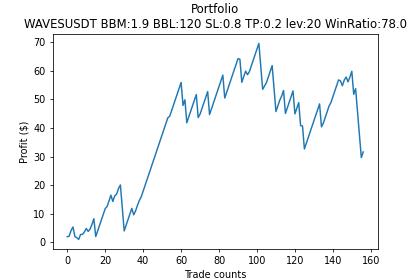 Portfolio
WAVESUSDT BBM:1.9 BBL:120 SL:0.8 TP:0.2 lev:20 WinRatio:78.0
70
60
50
40
30
20
10
0
Profit ($)
0 20 40 60 80 100 120 140 160
Trade counts